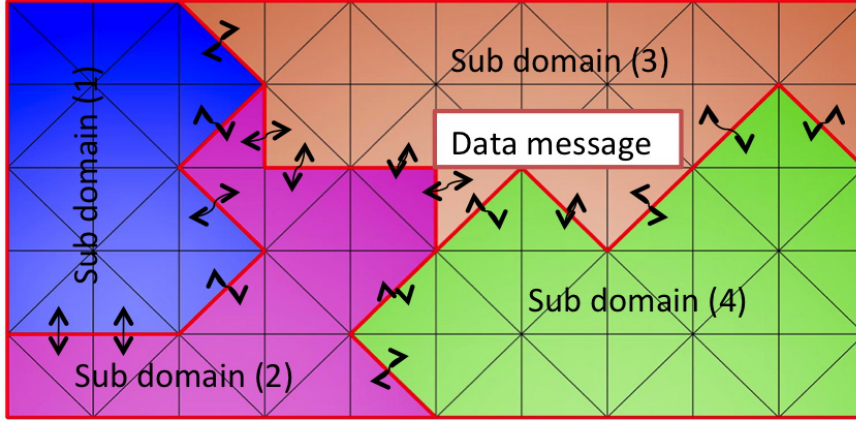 Sub domain (1)
Sub domain (3)
Data message
Sub domain (4)
Sub domain (2)